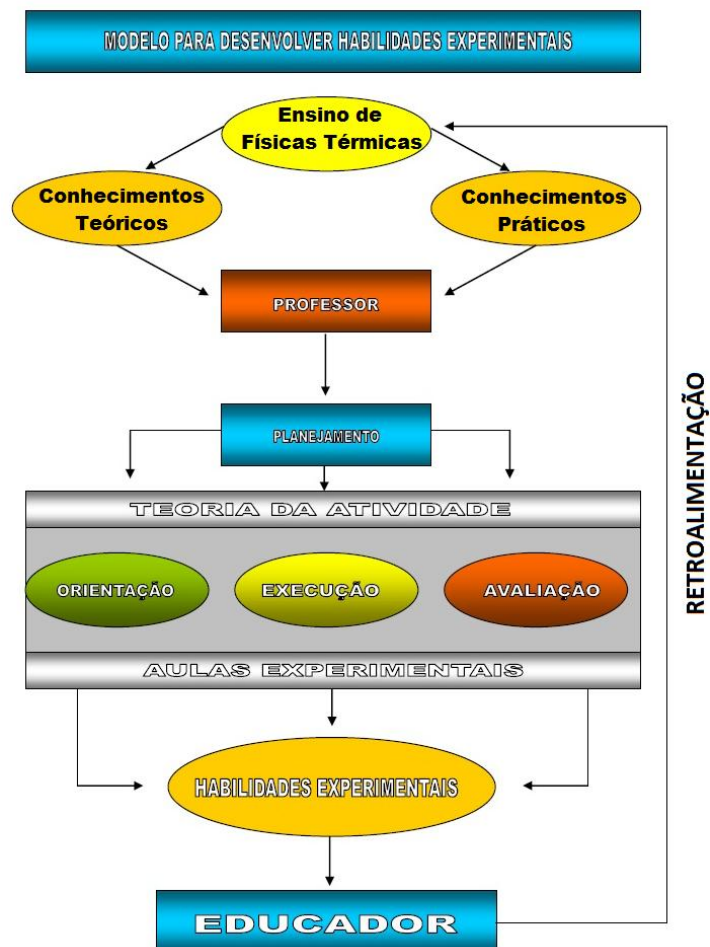 MODELO PARA DESENVOLVER HABILIDADES EXPERIMENTAIS
Ensino de
Físicas Térmicas
Conhecimentos
Teóricos
Conhecimentos
Práticos
PROFESSOR
PLANEJAMENTO
TEORIA DA ATIVIDADE
ORIENTAÇÃO
EXECUÇÃO
AVALIAÇÃO
AULAS EXPERIMENTAIS
HABILIDADES EXPERIMENTAIS
EDUCADOR
RETROALIMENTAÇÃO